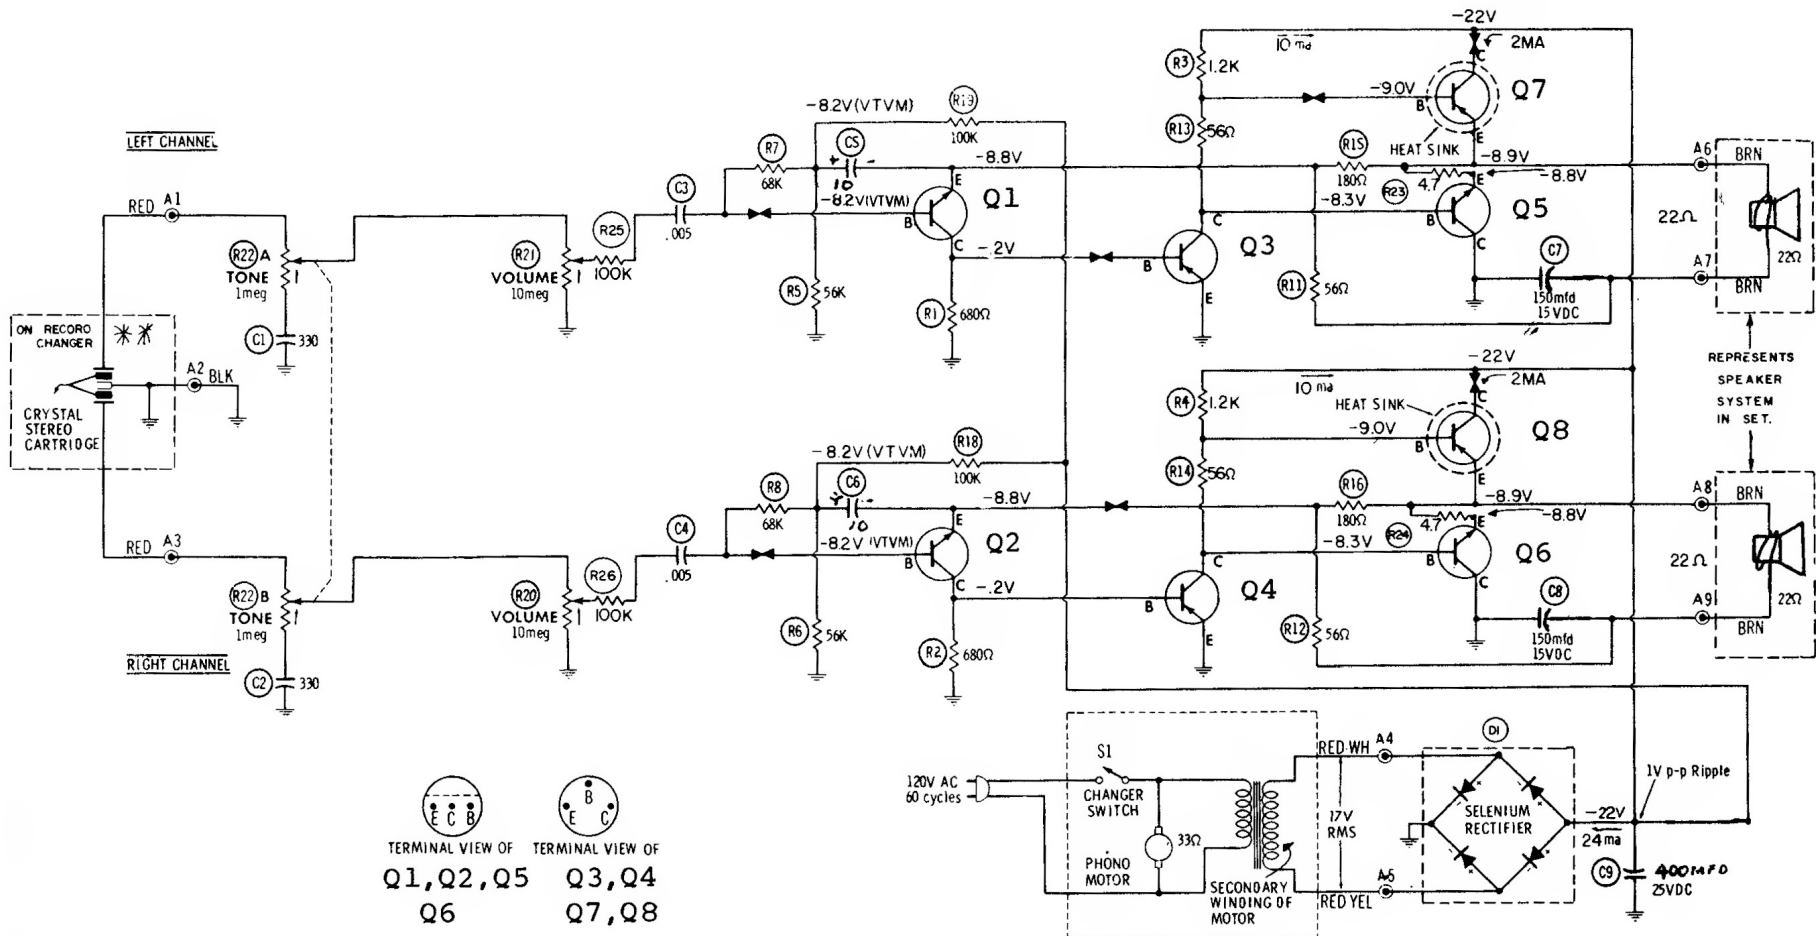 LEFT CHANNEL
RED A1
R22 A
TONE
1meg
C1 330
ON RECORD
CHANGER
A2 BLK
CRYSTAL
STEREO
CARTRIDGE
RED A3
R22 B
TONE
1meg
RIGHT CHANNEL
C2 330
R21
VOLUME
10meg
R25
100K
C3
.005
R7
68K
-8.2V(VTVM)
C5
+ -
10
R19
100K
-8.8V
-8.2V(VTVM)
B E C
Q1
-.2V
R5 56K
R1 680Ω
R3 1.2K
R13 56Ω
10 ma
-22V
2MA
C
-9.0V
B
Q7
HEAT SINK
E
R15
180Ω
-8.9V
R23 4.7
E -8.8V
-8.3V
B
Q5
C
Q3
B C E
R11 56Ω
C7
150mfd
15VDC
A6 BRN
22Ω
22Ω
A7
BRN
REPRESENTS
SPEAKER
SYSTEM
IN SET.
R20
VOLUME
10meg
R26
100K
C4
.005
R8
68K
-8.2V(VTVM)
C6
+ -
10
R18
100K
-8.8V
-8.2V (VTVM)
B E C
Q2
-.2V
R6 56K
R2 680Ω
R4 1.2K
R14 56Ω
10 ma
-22V
2MA
C
HEAT SINK
-9.0V
B
Q8
E
R16
180Ω
-8.9V
R24 4.7
E -8.8V
-8.3V
B
Q6
C
Q4
B C E
R12 56Ω
C8
150mfd
15VDC
A8 BRN
22Ω
22Ω
A9
BRN
E C B
TERMINAL VIEW OF
Q1,Q2,Q5
Q6
B
E C
TERMINAL VIEW OF
Q3,Q4
Q7,Q8
120V AC
60 cycles
S1
CHANGER
SWITCH
PHONO
MOTOR
33Ω
SECONDARY
WINDING OF
MOTOR
RED WH A4
17V
RMS
RED YEL A5
D1
SELENIUM
RECTIFIER
-22V
24ma
1V p-p Ripple
C9 400MFD
25VDC